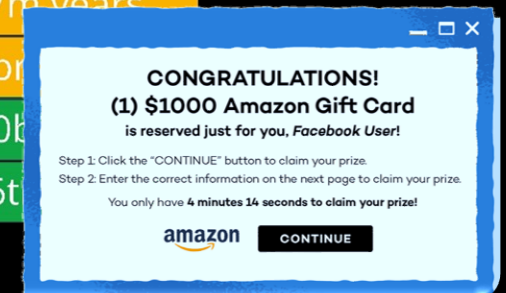 m years
CONGRATULATIONS!
(1) $1000 Amazon Gift Card
is reserved just for you, Facebook User!
Step 1: Click the “CONTINUE” button to claim your prize.
Step 2: Enter the correct information on the next page to claim your prize.
You only have 4 minutes 14 seconds to claim your prize!
amazon
CONTINUE